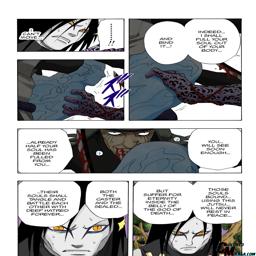 INDEED...! I
SHALL PULL
YOUR SOUL
OUT OF
YOUR
BODY...
AND
BIND
IT...!
I
CAN'T
MOVE...
YOU WILL
SEE SOON
ENOUGH...
...ALREADY
HALF YOUR
SOUL HAS
BEEN
PULLED
FROM
YOU...
THOSE
SOULS
BOUND...
USING THIS
JUTSU, WILL
NEVER REST
IN PEACE...
BUT
SUFFER FOR
ETERNITY
INSIDE
THE BELLY
OF THE
GOD OF
DEATH...
BOTH
THE
CASTER
AND THE
SEALED...
...THEIR
SOULS SHALL
TANGLE AND
BATTLE EACH
OTHER WITH
DEEP HATRED
FOREVER...